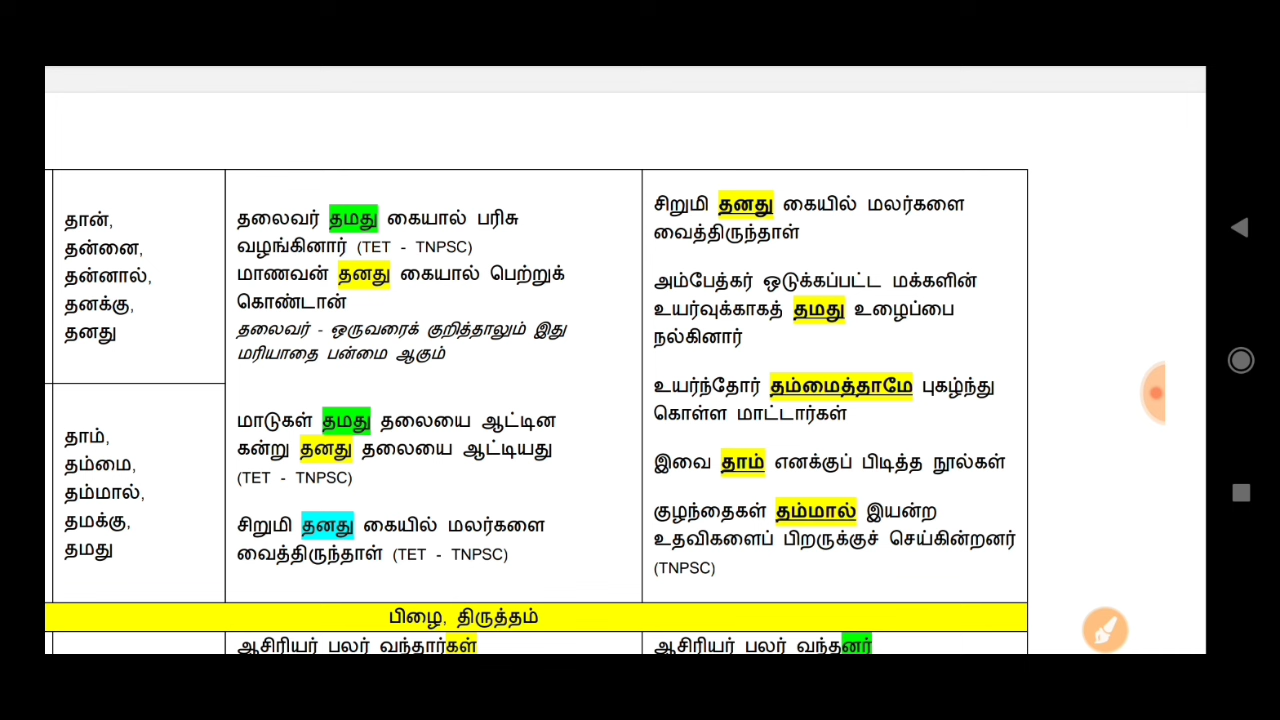 தான்,
தன்னை,
தன்னால்,
தனக்கு,
தனது
தாம்,
தம்மை,
தம்மால்,
தமக்கு,
தமது
தலைவர் தமது கையால் பரிசு
வழங்கினார் (TET - TNPSC)
மாணவன் தனது கையால் பெற்றுக்
கொண்டான்
தலைவர் - ஒருவரைக் குறித்தாலும் இது
மரியாதை பன்மை ஆகும்
மாடுகள் தமது தலையை ஆட்டின
கன்று தனது தலையை ஆட்டியது
(TET - TNPSC)
சிறுமி தனது கையில் மலர்களை
வைத்திருந்தாள் (TET - TNPSC)
சிறுமி தனது கையில் மலர்களை
வைத்திருந்தாள்
அம்பேத்கர் ஒடுக்கப்பட்ட மக்களின்
உயர்வுக்காகத் தமது உழைப்பை
நல்கினார்
உயர்ந்தோர் தம்மைத்தாமே புகழ்ந்து
கொள்ள மாட்டார்கள்
இவை தாம் எனக்குப் பிடித்த நூல்கள்
குழந்தைகள் தம்மால் இயன்ற
உதவிகளைப் பிறருக்குச் செய்கின்றனர்
(TNPSC)
பிழை, திருத்தம்
ஆசிரியர் பலர் வந்தார்கள்
ஆசிரியர் பலர் வந்தனர்